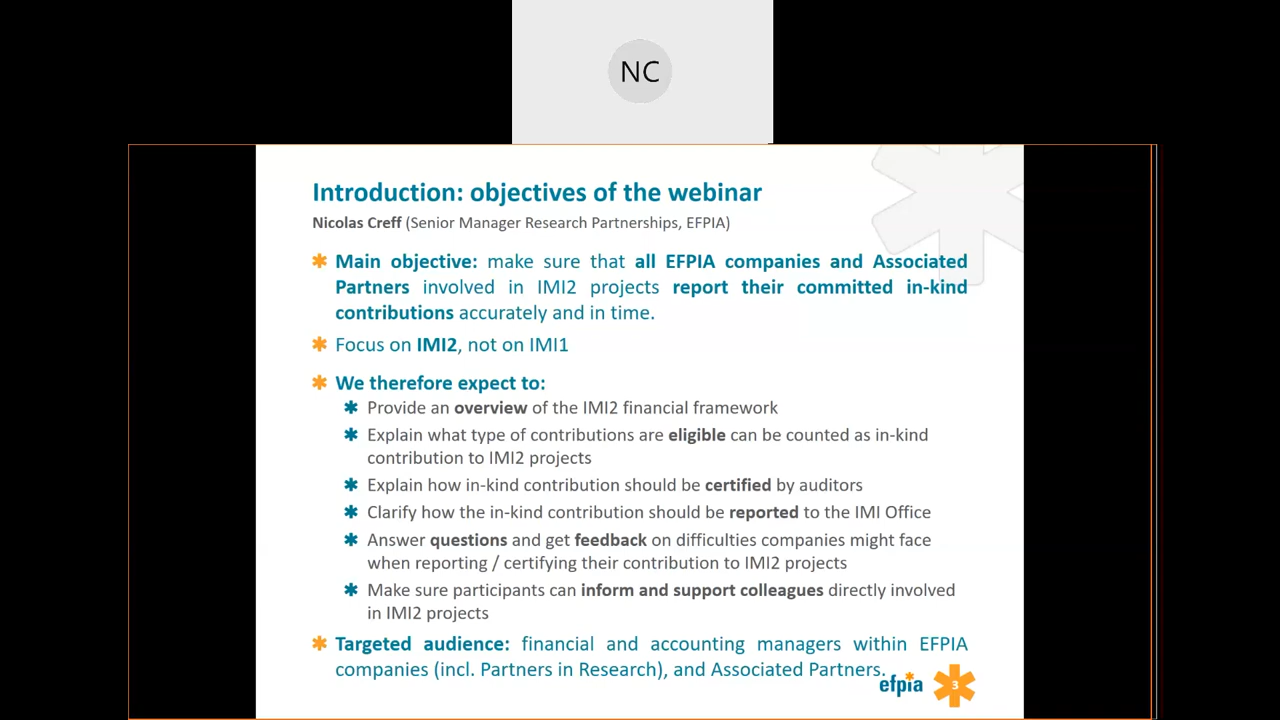 NC
Introduction: objectives of the webinar
Nicolas Creff (Senior Manager Research Partnerships, EFPIA)
Main objective: make sure that all EFPIA companies and Associated
Partners involved in IMI2 projects report their committed in-kind
contributions accurately and in time.
Focus on IMI2, not on IMI1
We therefore expect to:
Provide an overview of the IMI2 financial framework
Explain what type of contributions are eligible can be counted as in-kind
contribution to IMI2 projects
Explain how in-kind contribution should be certified by auditors
Clarify how the in-kind contribution should be reported to the IMI Office
Answer questions and get feedback on difficulties companies might face
when reporting / certifying their contribution to IMI2 projects
Make sure participants can inform and support colleagues directly involved
in IMI2 projects
Targeted audience: financial and accounting managers within EFPIA
companies (incl. Partners in Research), and Associated Partners.
efpia 3